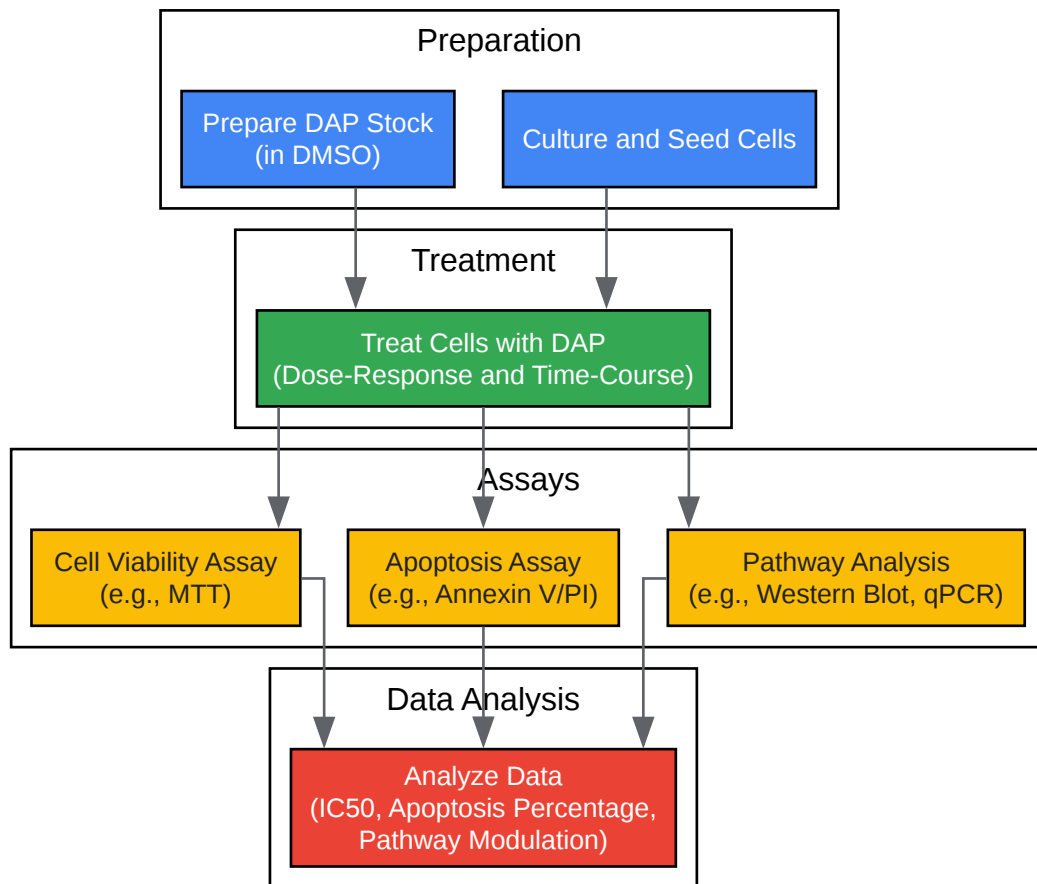 Preparation
Prepare DAP Stock
(in DMSO)
Culture and Seed Cells
Treatment
Treat Cells with DAP
(Dose-Response and Time-Course)
Assays
Cell Viability Assay
(e.g., MTT)
Apoptosis Assay
(e.g., Annexin V/PI)
Pathway Analysis
(e.g., Western Blot, qPCR)
Data Analysis
Analyze Data
(IC50, Apoptosis Percentage,
Pathway Modulation)